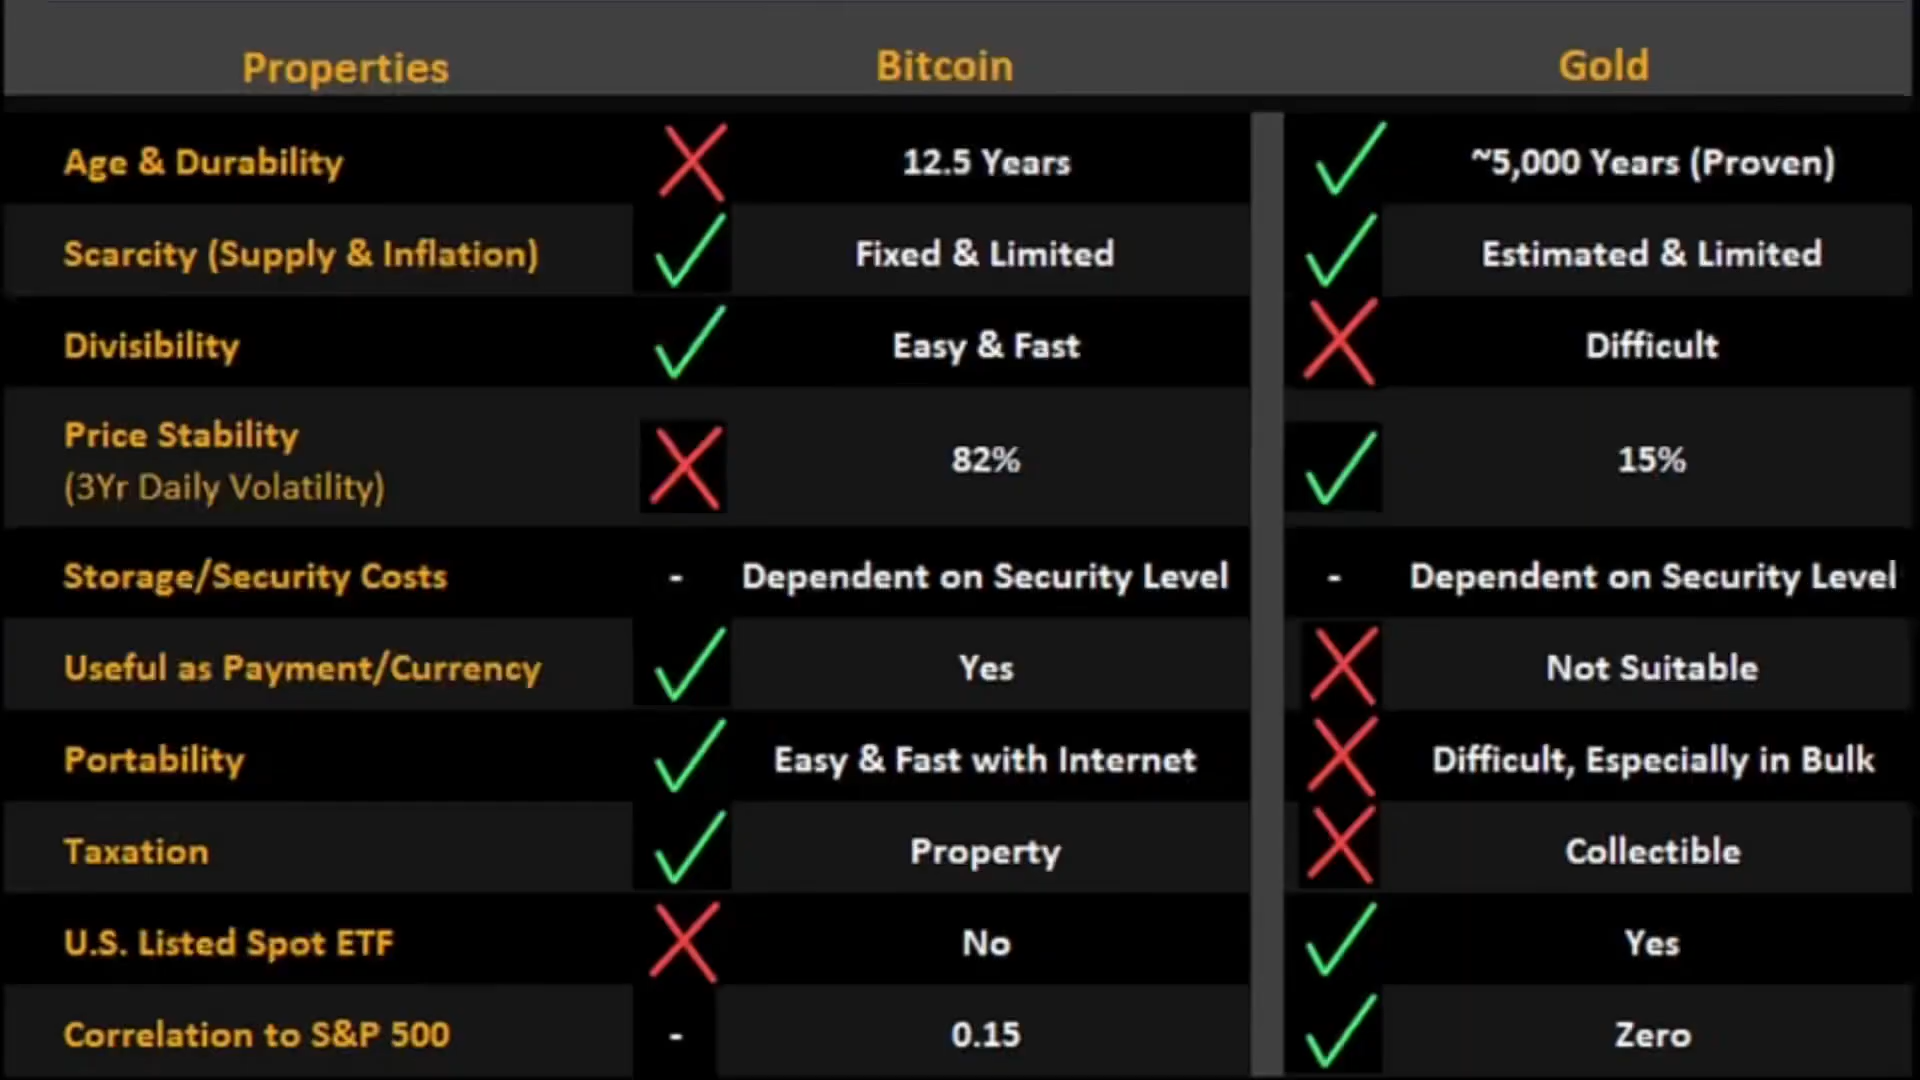 Properties Bitcoin Gold
Age & Durability 12.5 Years ~5,000 Years (Proven)
Scarcity (Supply & Inflation) Fixed & Limited Estimated & Limited
Divisibility Easy & Fast Difficult
Price Stability
(3Yr Daily Volatility) 82% 15%
Storage/Security Costs - Dependent on Security Level - Dependent on Security Level
Useful as Payment/Currency Yes Not Suitable
Portability Easy & Fast with Internet Difficult, Especially in Bulk
Taxation Property Collectible
U.S. Listed Spot ETF No Yes
Correlation to S&P 500 - 0.15 Zero